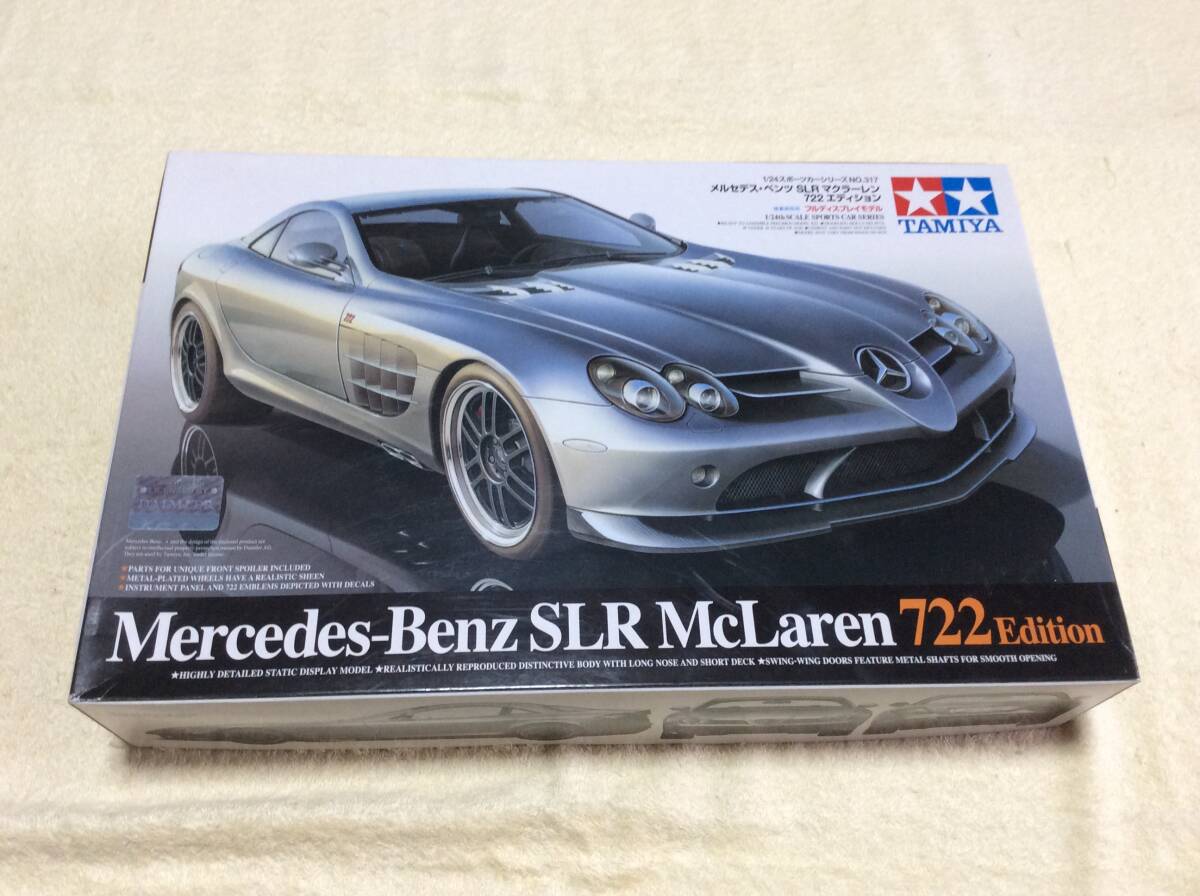 1/24スポーツカーシリーズ NO.317
メルセデス・ベンツ SLR マクラーレン
722 エディション
フルディスプレイモデル
1/24th SCALE SPORTS CAR SERIES
TAMIYA
722
Mercedes-Benz
★PARTS FOR UNIQUE FRONT SPOILER INCLUDED
★METAL-PLATED WHEELS HAVE A REALISTIC SHEEN
★INSTRUMENT PANEL AND 722 EMBLEMS DEPICTED WITH DECALS
Mercedes-Benz SLR McLaren 722 Edition
★HIGHLY DETAILED STATIC DISPLAY MODEL ★REALISTICALLY REPRODUCED DISTINCTIVE BODY WITH LONG NOSE AND SHORT DECK ★SWING-WING DOORS FEATURE METAL SHAFTS FOR SMOOTH OPENING